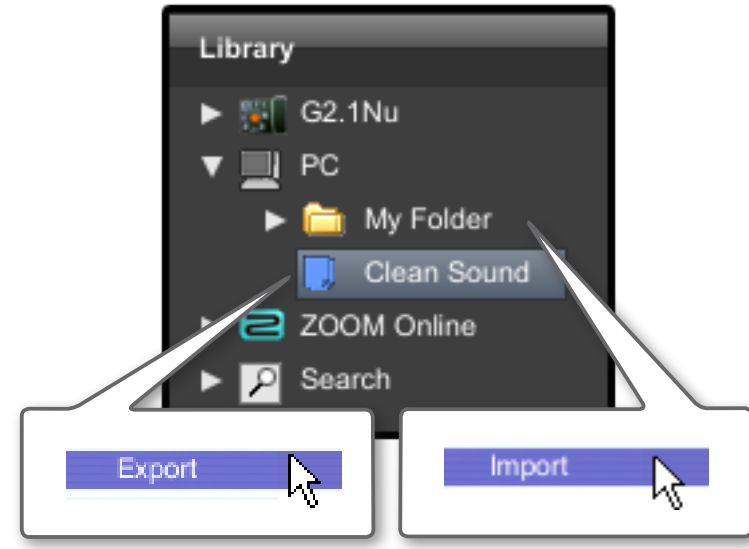 Library
G2.1Nu
PC
My Folder
Clean Sound
ZOOM Online
Search
Export
Import